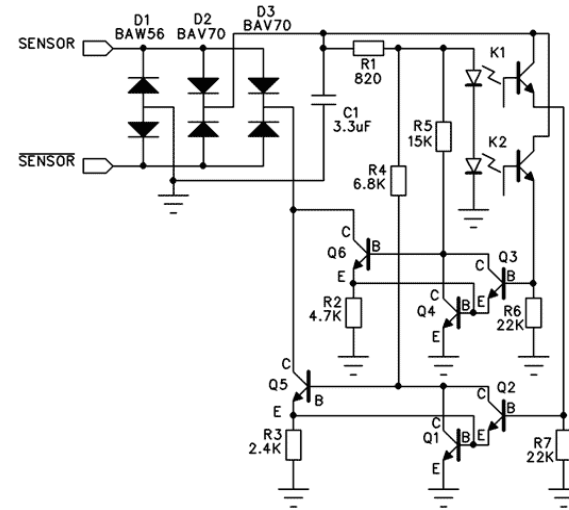 D1
BAW56
D2
BAV70
D3
BAV70
SENSOR
SENSOR
R1
820
C1
3.3uF
K1
K2
R5
15K
R4
6.8K
C
B
Q6
E
R2
4.7K
C
Q3
B
E
C
Q4
B
E
R6
22K
C
Q5
B
E
R3
2.4K
C
Q2
B
E
C
Q1
B
E
R7
22K